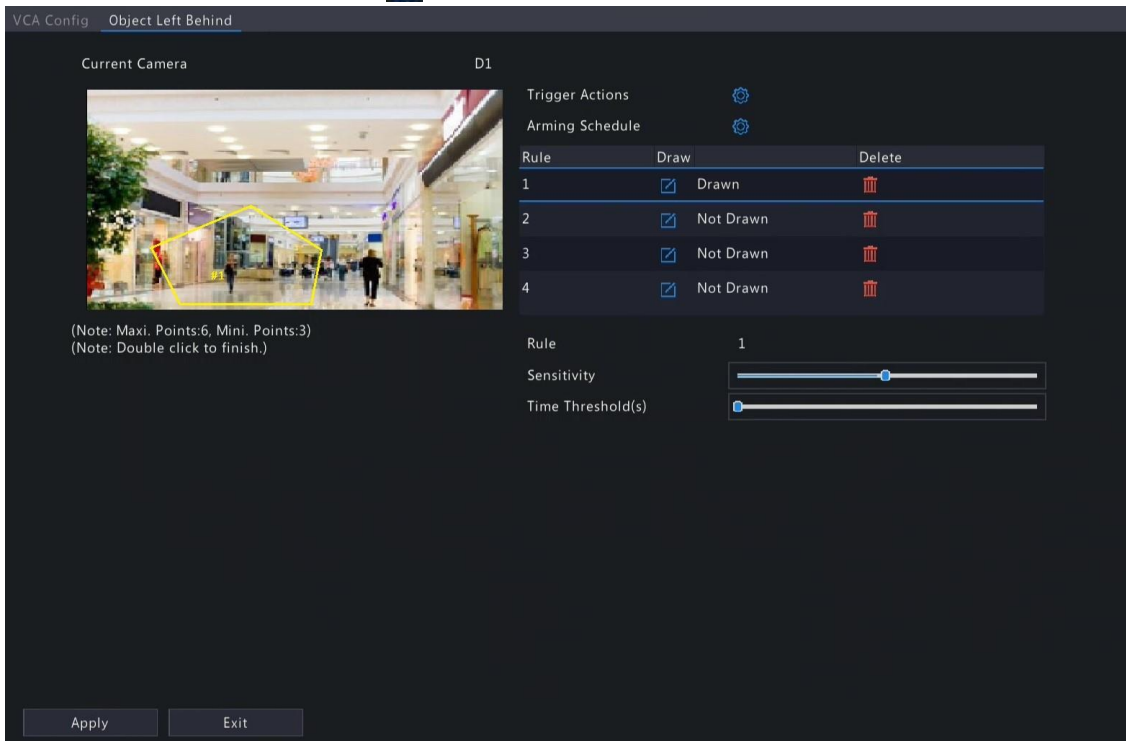 VCA Config Object Left Behind
Current Camera D1
#1
(Note: Maxi. Points:6, Mini. Points:3)
(Note: Double click to finish.)
Trigger Actions
Arming Schedule
Rule Draw Delete
1 Drawn
2 Not Drawn
3 Not Drawn
4 Not Drawn
Rule 1
Sensitivity
Time Threshold(s)
Apply Exit